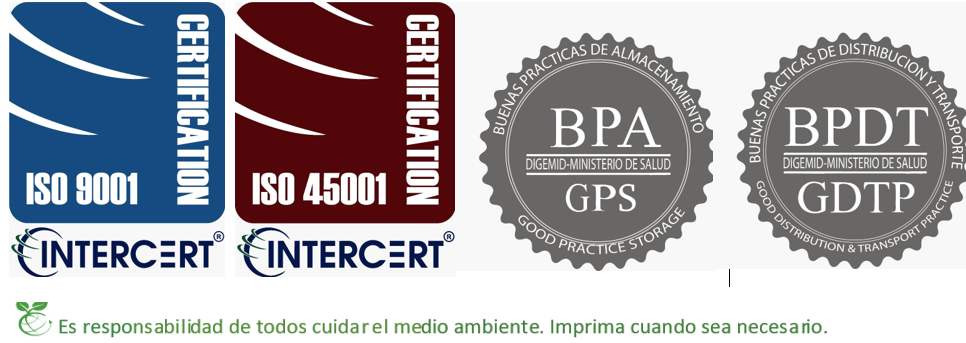 CERTIFICATION
ISO 9001
INTERCERT®
CERTIFICATION
ISO 45001
INTERCERT®
BUENAS PRACTICAS DE ALMACENAMIENTO
BPA
DIGEMID-MINISTERIO DE SALUD
GPS
GOOD PRACTICE STORAGE
BUENAS PRACTICAS DE DISTRIBUCION Y TRANSPORTE
BPDT
DIGEMID-MINISTERIO DE SALUD
GDTP
GOOD DISTRIBUTION & TRANSPORT PRACTICE
Es responsabilidad de todos cuidar el medio ambiente. Imprima cuando sea necesario.